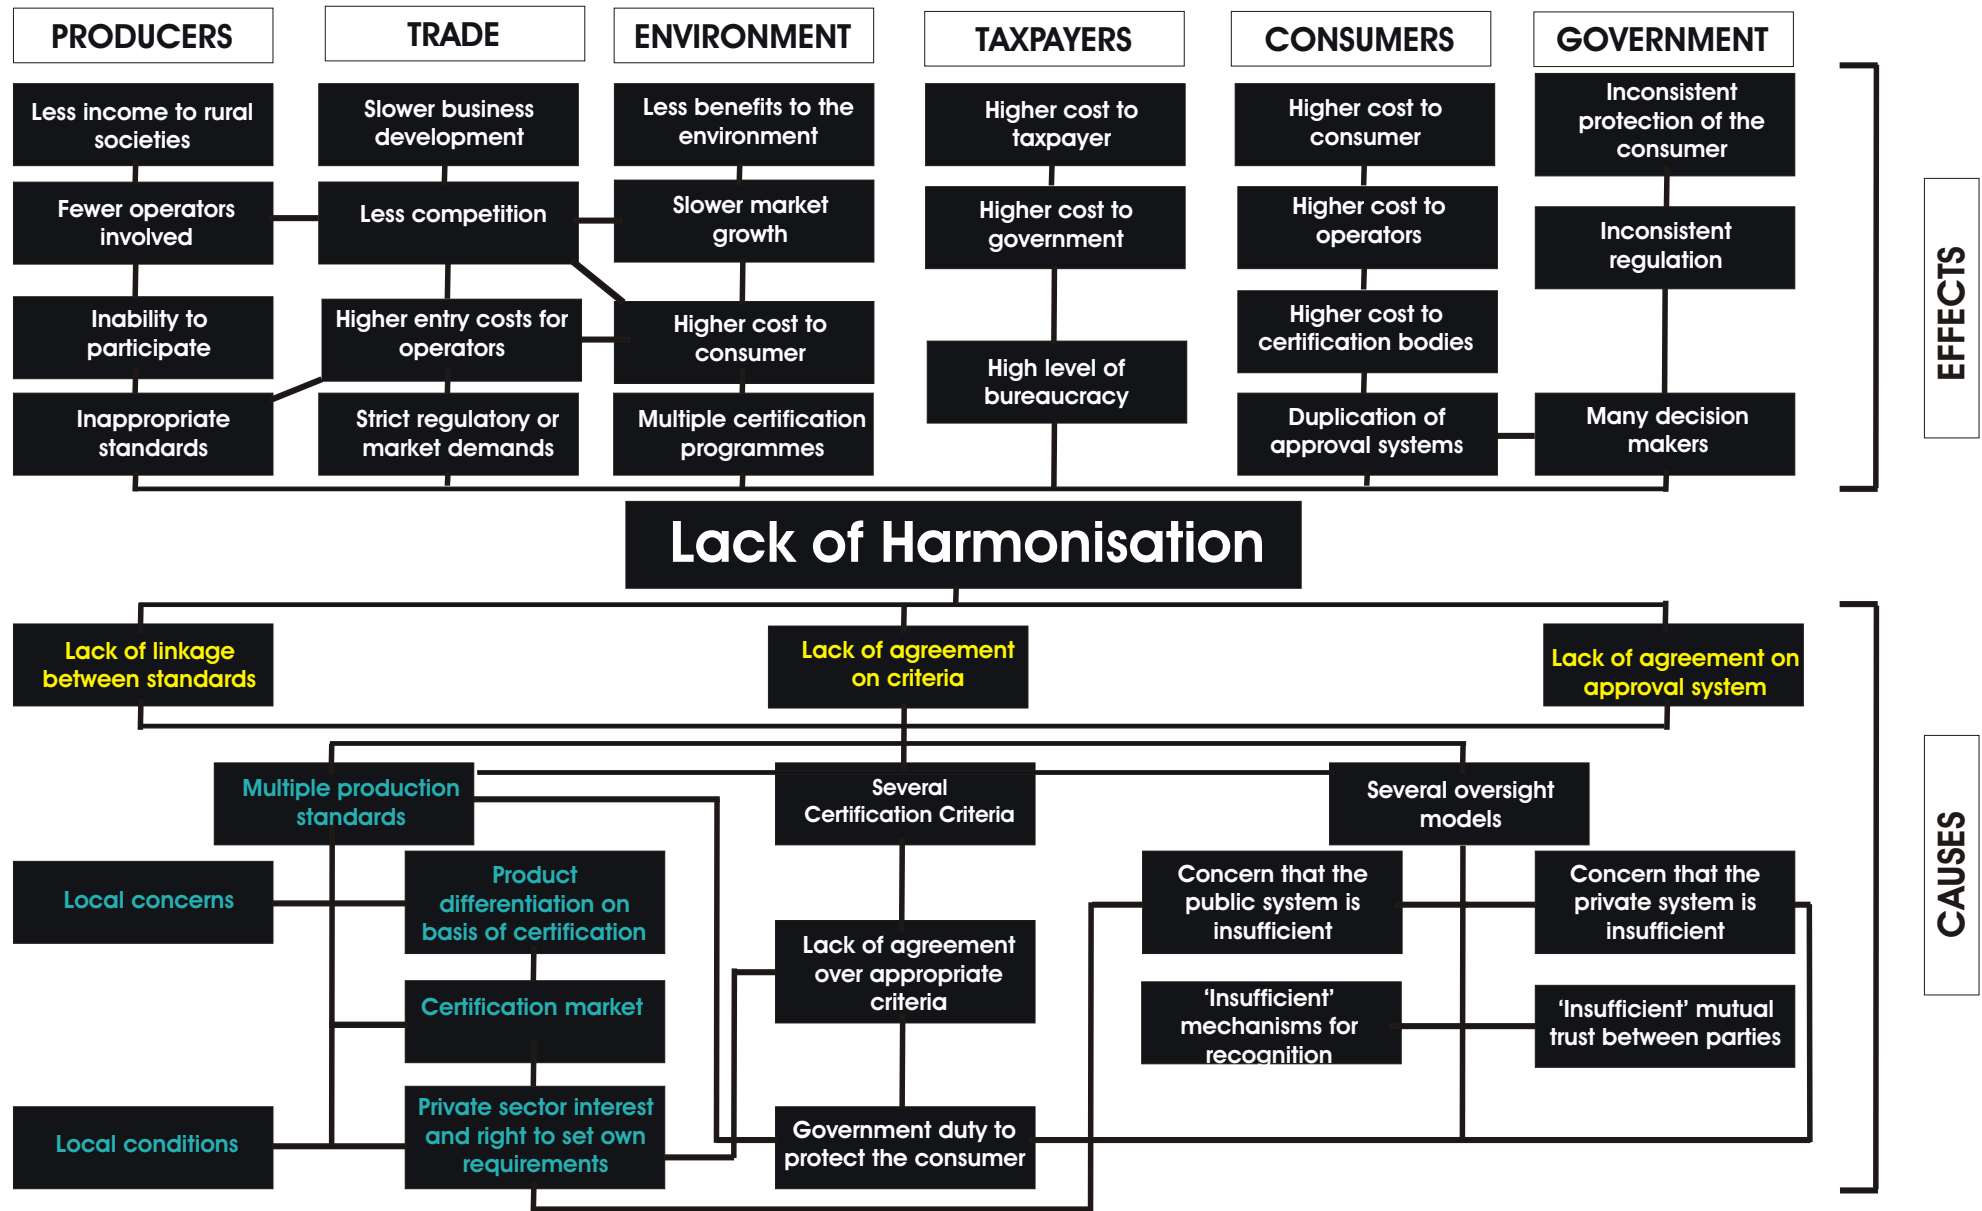 PRODUCERS
TRADE
ENVIRONMENT
TAXPAYERS
CONSUMERS
GOVERNMENT
Less income to rural
societies
Slower business
development
Less benefits to the
environment
Higher cost to
taxpayer
Higher cost to
consumer
Inconsistent
protection of the
consumer
Fewer operators
involved
Less competition
Slower market
growth
Higher cost to
government
Higher cost to
operators
Inconsistent
regulation
Inability to
participate
Higher entry costs for
operators
Higher cost to
consumer
High level of
bureaucracy
Higher cost to
certification bodies
Inappropriate
standards
Strict regulatory or
market demands
Multiple certification
programmes
Duplication of
approval systems
Many decision
makers
EFFECTS
Lack of Harmonisation
Lack of linkage
between standards
Lack of agreement
on criteria
Lack of agreement on
approval system
Multiple production
standards
Several
Certification Criteria
Several oversight
models
Local concerns
Product
differentiation on
basis of certification
Lack of agreement
over appropriate
criteria
Concern that the
public system is
insufficient
Concern that the
private system is
insufficient
Certification market
‘Insufficient’
mechanisms for
recognition
‘Insufficient’ mutual
trust between parties
Local conditions
Private sector interest
and right to set own
requirements
Government duty to
protect the consumer
CAUSES